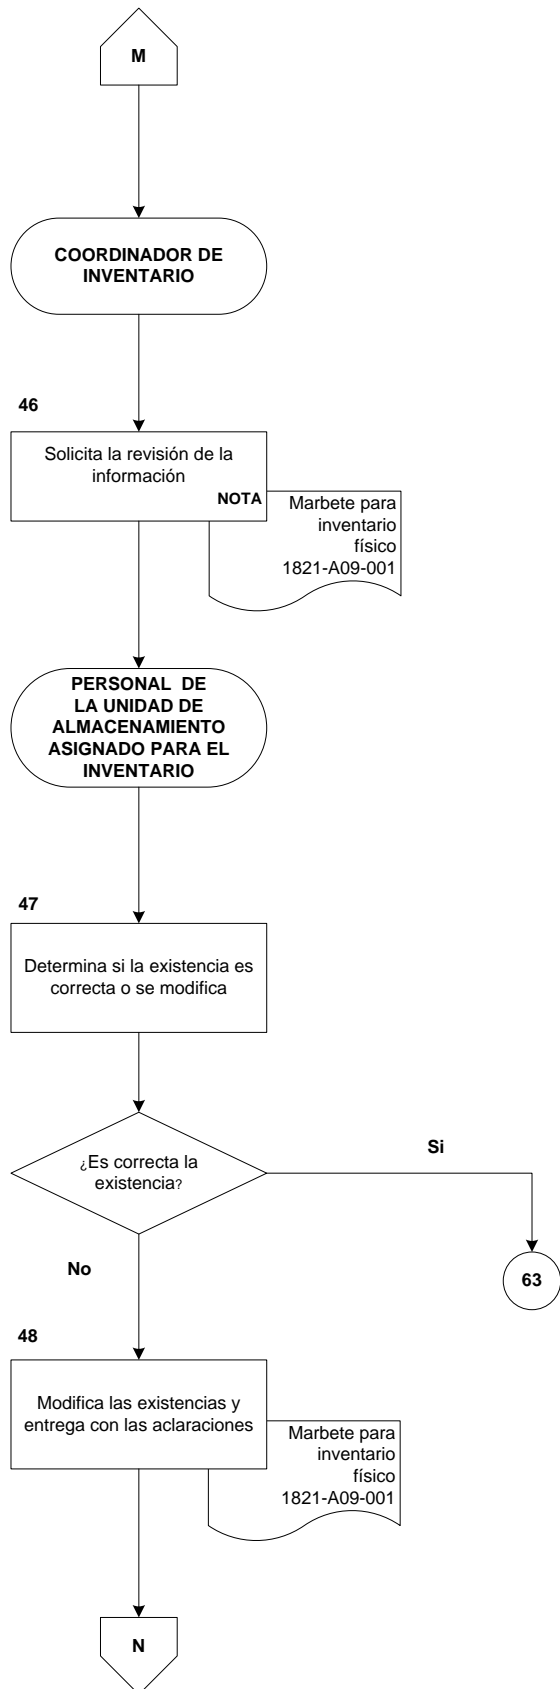 M
COORDINADOR DE
INVENTARIO
46
Solicita la revisión de la
información
NOTA
Marbete para
inventario
físico
1821-A09-001
PERSONAL DE
LA UNIDAD DE
ALMACENAMIENTO
ASIGNADO PARA EL
INVENTARIO
47
Determina si la existencia es
correcta o se modifica
¿Es correcta la
existencia?
Si
No
63
48
Modifica las existencias y
entrega con las aclaraciones
Marbete para
inventario
físico
1821-A09-001
N